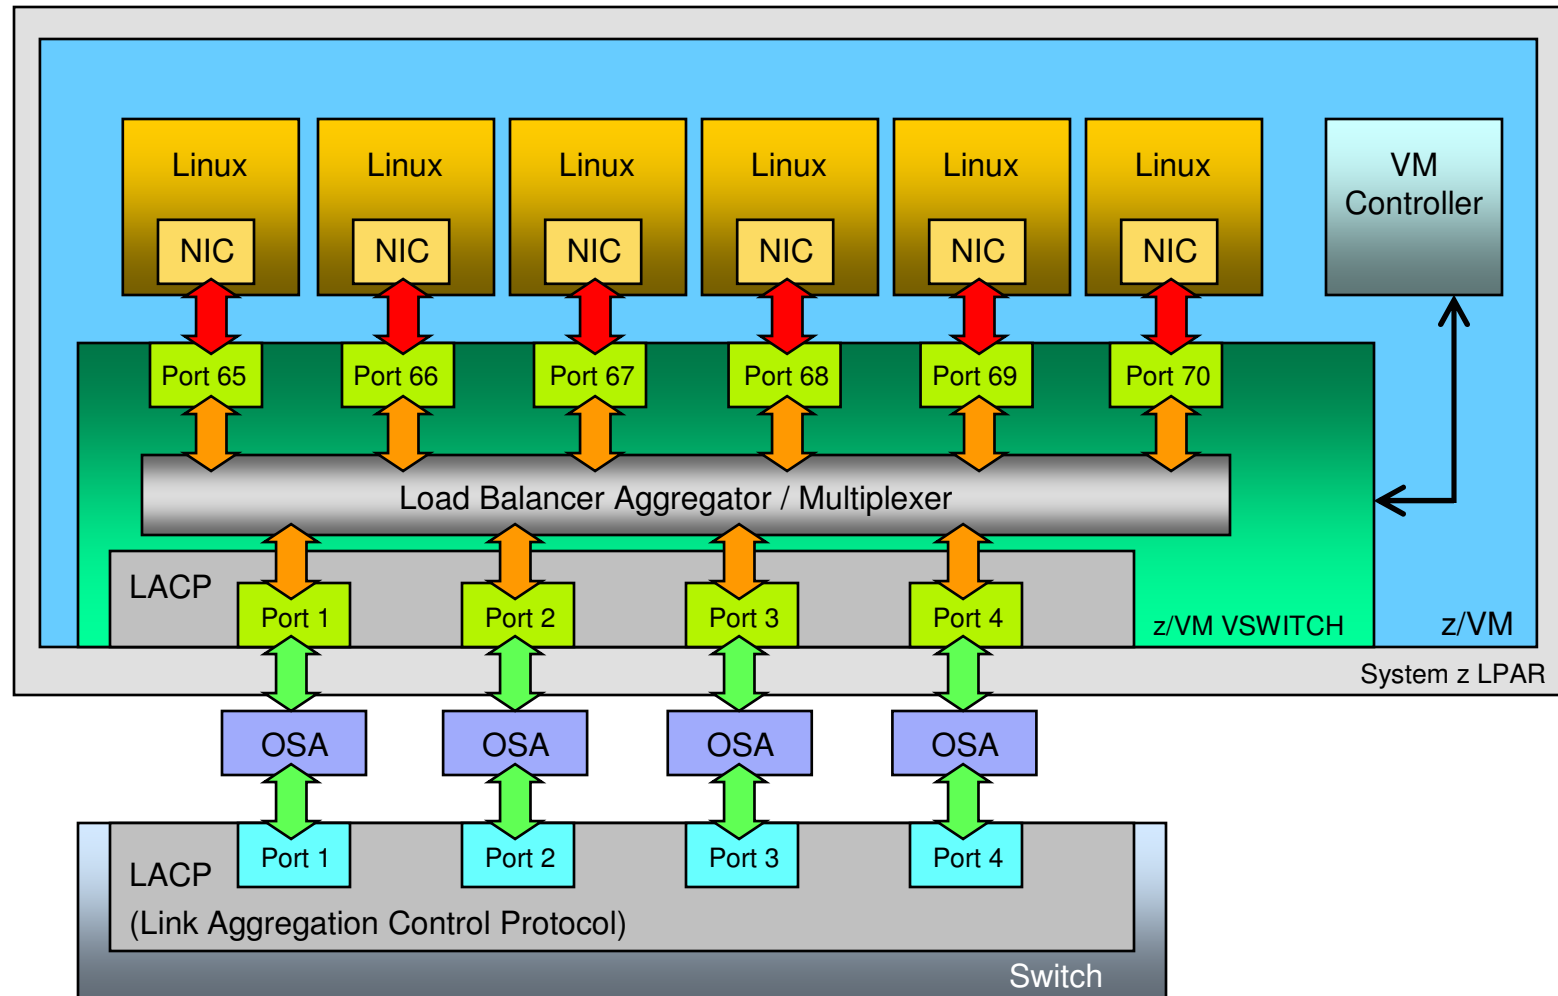 Linux Linux Linux Linux Linux Linux VM
Controller
NIC NIC NIC NIC NIC NIC
Port 65 Port 66 Port 67 Port 68 Port 69 Port 70
Load Balancer Aggregator / Multiplexer
LACP
Port 1 Port 2 Port 3 Port 4 z/VM VSWITCH z/VM
System z LPAR
OSA OSA OSA OSA
Port 1 Port 2 Port 3 Port 4
LACP
(Link Aggregation Control Protocol)
Switch